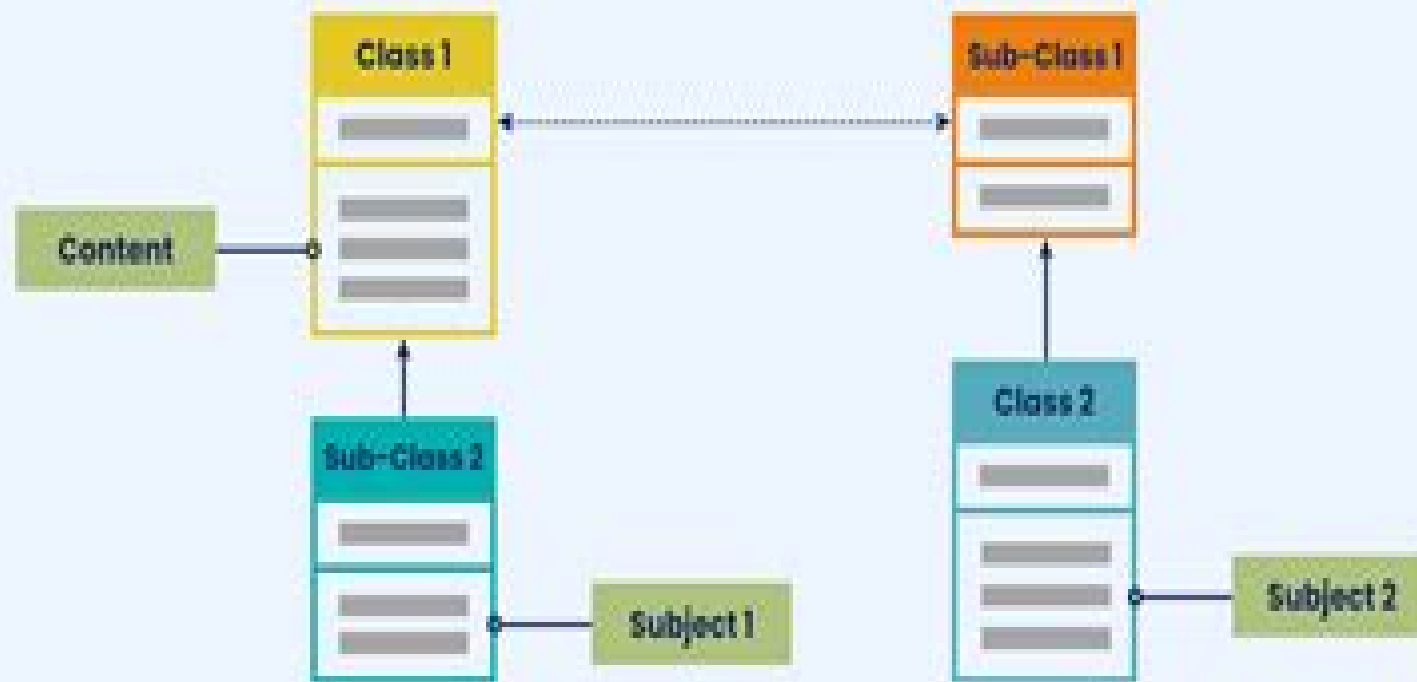 Class 1
Sub-Class 1
Content
Class 2
Sub-Class 2
Subject 2
Subject 1